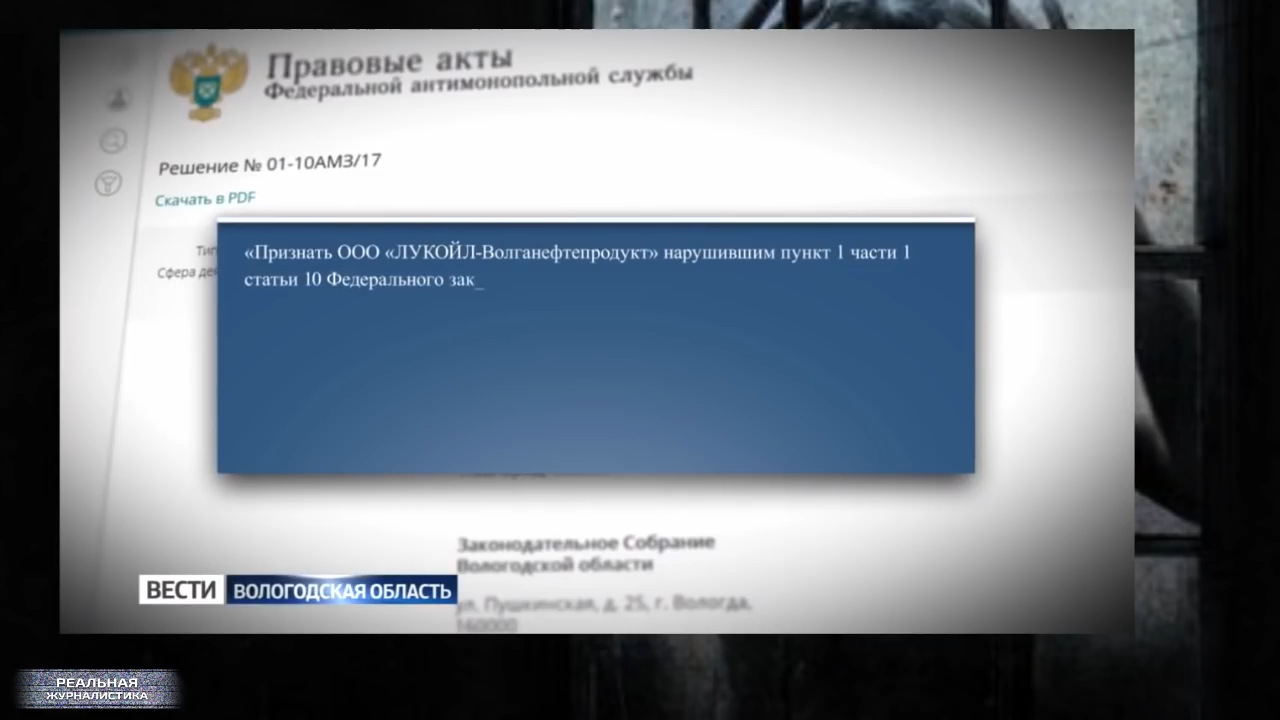 Правовые акты
Федеральной антимонопольной службы
Решение № 01-10АМЗ/17
Скачать в PDF
Сфера
«Признать ООО «ЛУКОЙЛ-Волганефтепродукт» нарушившим пункт 1 части 1
статьи 10 Федерального зак_
Законодательное Собрание
Вологодской области
ул. Пушкинская, д. 25, г. Вологда,
160000
ВЕСТИ ВОЛОГОДСКАЯ ОБЛАСТЬ
РЕАЛЬНАЯ
ЖУРНАЛИСТИКА